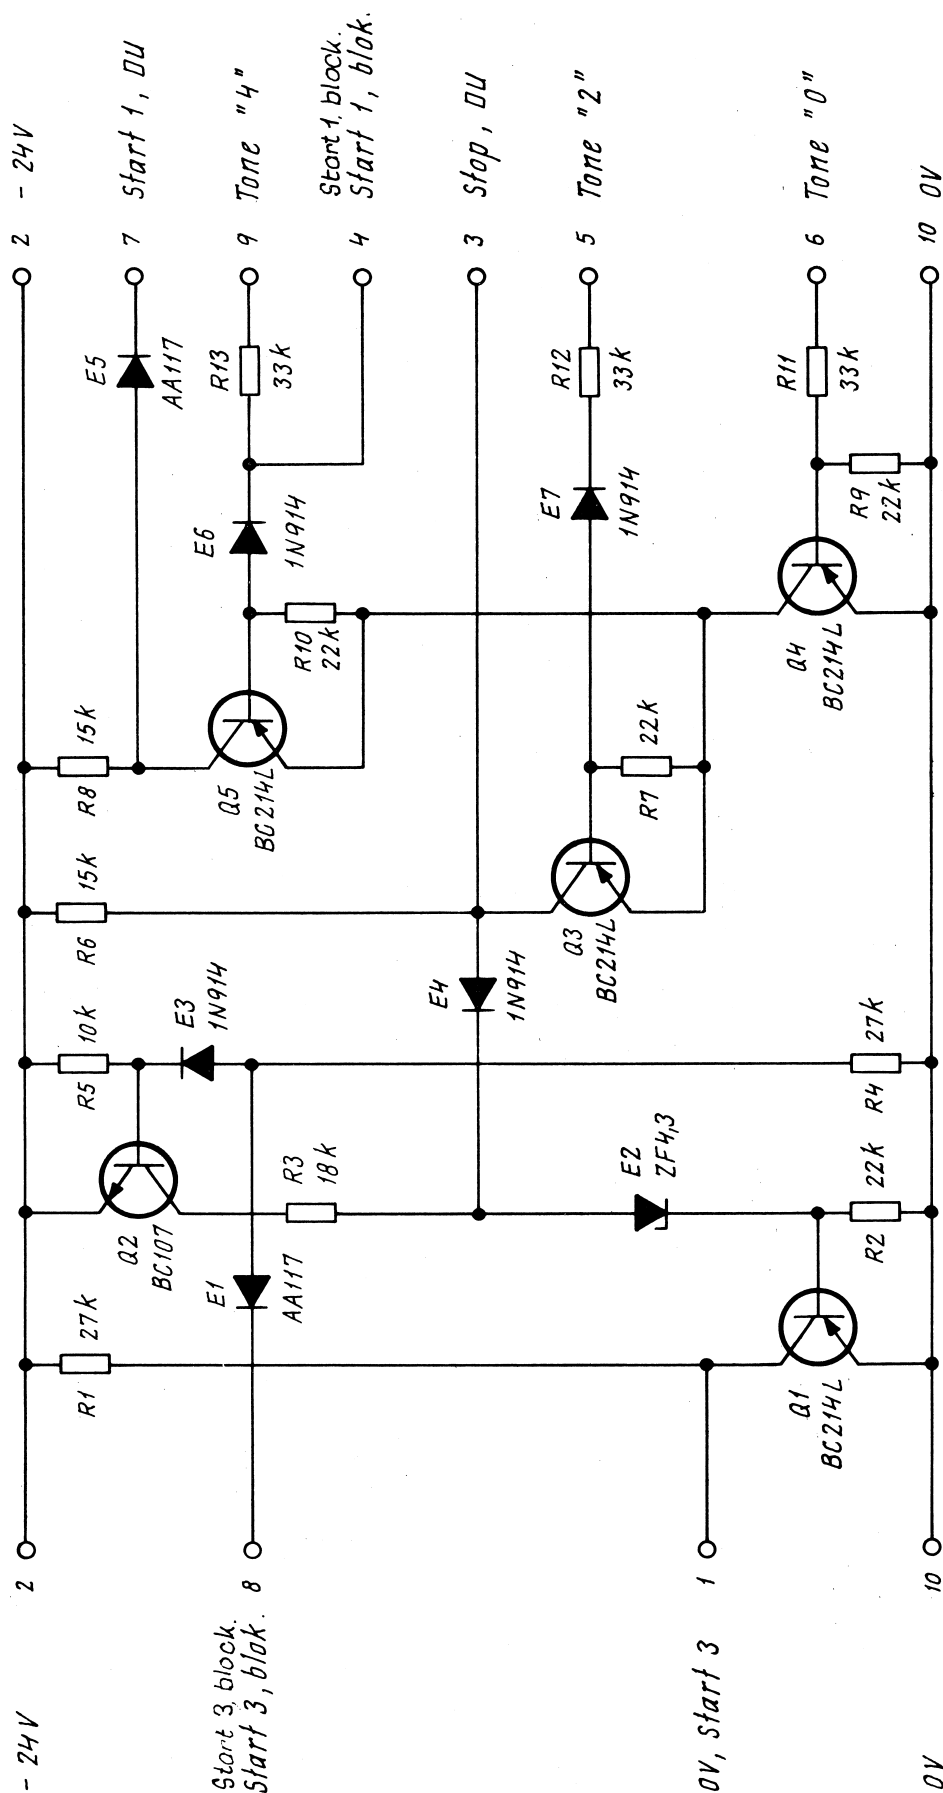 - 24V
2
2
- 24V
R1
27k
Q2
BC107
R5
10k
E3
1N914
R6
15k
R8
15k
Q5
BC214L
E5
AA117
7
Start 1, DU
Start 3, block.
Start 3, blok.
8
E1
AA117
R3
18k
R10
22k
E6
1N914
R13
33k
9
Tone "4"
4
Start 1, block.
Start 1, blok.
E4
1N914
3
Stop, DU
E2
ZF4,3
Q3
BC214L
R7
22k
E7
1N914
R12
33k
5
Tone "2"
0V, Start 3
1
Q1
BC214L
R2
22k
R4
27k
Q4
BC214L
R9
22k
R11
33k
6
Tone "0"
0V
10
10
0V